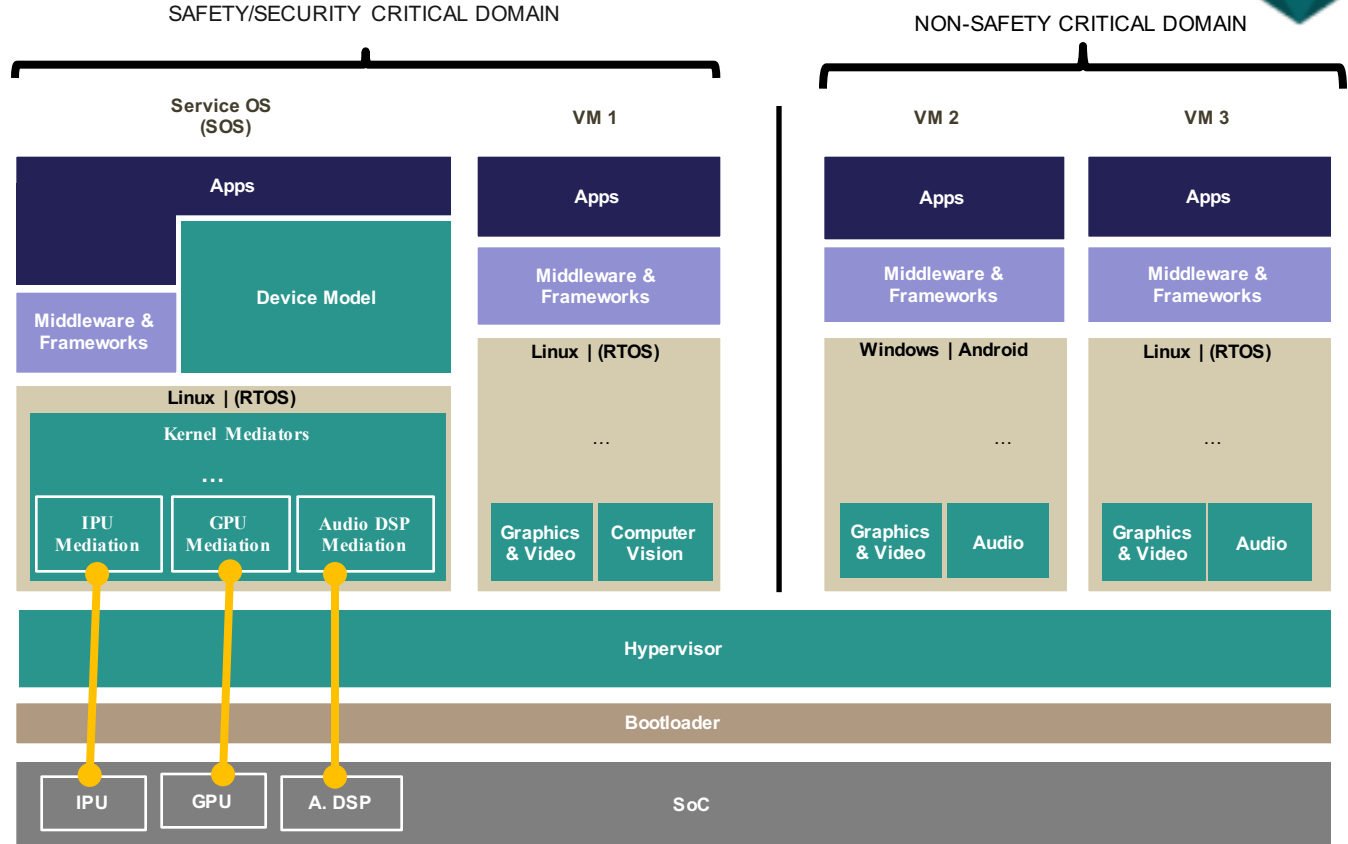 SAFETY/SECURITY CRITICAL DOMAIN
NON-SAFETY CRITICAL DOMAIN
Service OS
(SOS)
VM 1
VM 2
VM 3
Apps
Device Model
Middleware &
Frameworks
Linux | (RTOS)
Kernel Mediators
...
IPU
Mediation
GPU
Mediation
Audio DSP
Mediation
Apps
Middleware &
Frameworks
Linux | (RTOS)
...
Graphics
& Video
Computer
Vision
Apps
Middleware &
Frameworks
Windows | Android
...
Graphics
& Video
Audio
Apps
Middleware &
Frameworks
Linux | (RTOS)
...
Graphics
& Video
Audio
Hypervisor
Bootloader
IPU
GPU
A. DSP
SoC